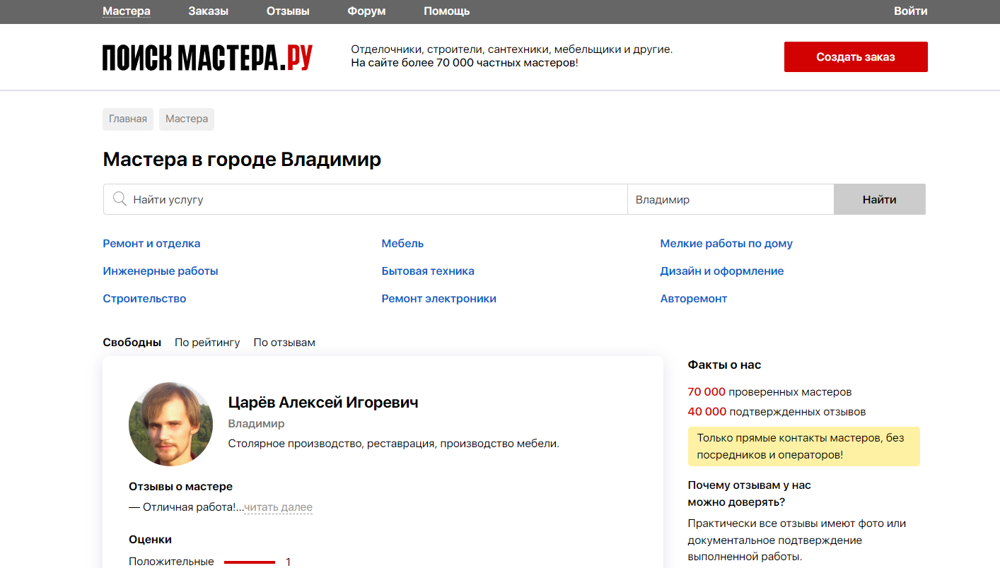 Мастера Заказы Отзывы Форум Помощь Войти
ПОИСК МАСТЕРА.РУ
Отделочники, строители, сантехники, мебельщики и другие.
На сайте более 70 000 частных мастеров!
Создать заказ
Главная Мастера
Мастера в городе Владимир
Найти услугу Владимир Найти
Ремонт и отделка Мебель Мелкие работы по дому
Инженерные работы Бытовая техника Дизайн и оформление
Строительство Ремонт электроники Авторемонт
Свободны По рейтингу По отзывам
Царёв Алексей Игоревич
Владимир
Столярное производство, реставрация, производство мебели.
Отзывы о мастере
— Отличная работа!...читать далее
Оценки
Положительные 1
Факты о нас
70 000 проверенных мастеров
40 000 подтвержденных отзывов
Только прямые контакты мастеров, без
посредников и операторов!
Почему отзывам у нас
можно доверять?
Практически все отзывы имеют фото или
документальное подтверждение
выполненной работы.